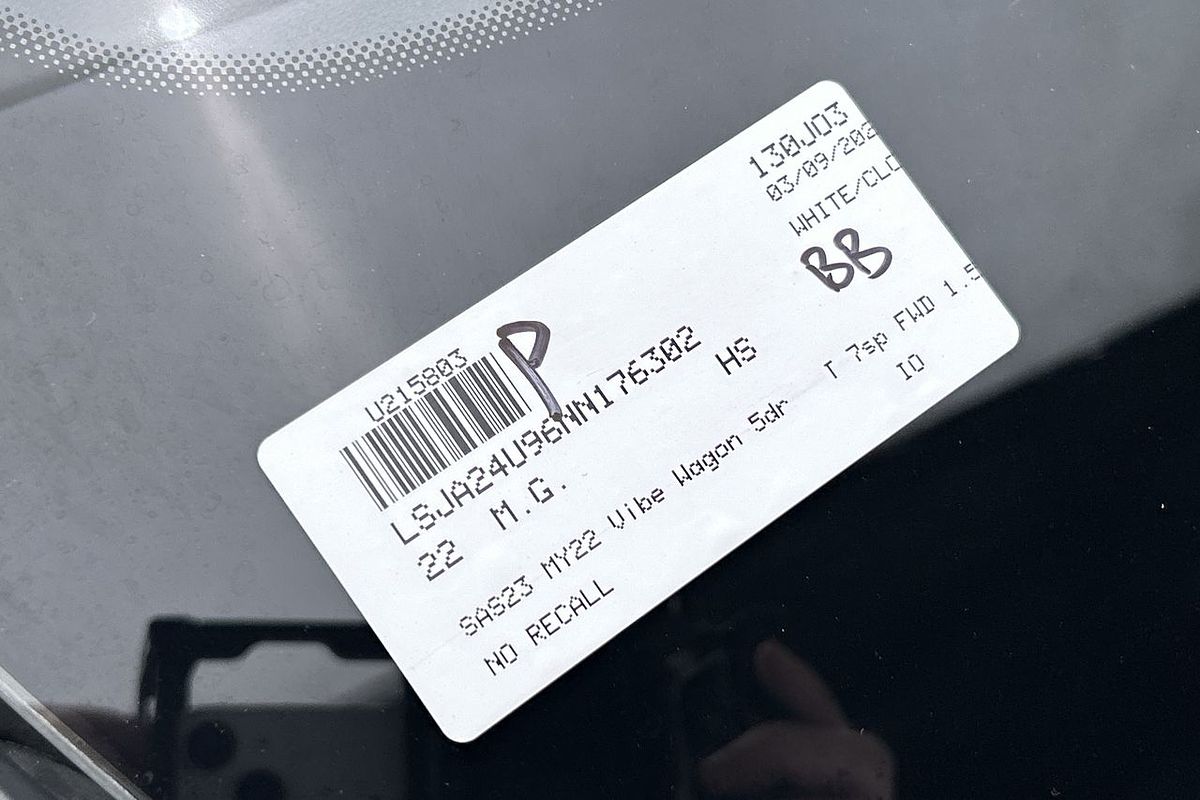 U215803 P 130J03
03/09/202
LSJA24U96NN176302 WHITE/CLO
22 M.G. HS BB
SAS23 MY22 Vibe Wagon 5dr T 7sp FWD 1.5
NO RECALL IO